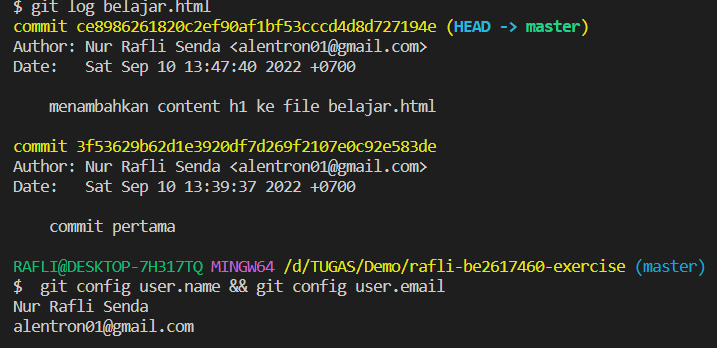 $ git log belajar.html
commit ce8986261820c2ef90af1bf53cccd4d8d727194e (HEAD -> master)
Author: Nur Rafli Senda <alentron01@gmail.com>
Date:   Sat Sep 10 13:47:40 2022 +0700
    menambahkan content h1 ke file belajar.html
commit 3f53629b62d1e3920df7d269f2107e0c92e583de
Author: Nur Rafli Senda <alentron01@gmail.com>
Date:   Sat Sep 10 13:39:37 2022 +0700
    commit pertama
RAFLI@DESKTOP-7H317TQ MINGW64 /d/TUGAS/Demo/rafli-be2617460-exercise (master)
$  git config user.name && git config user.email
Nur Rafli Senda
alentron01@gmail.com